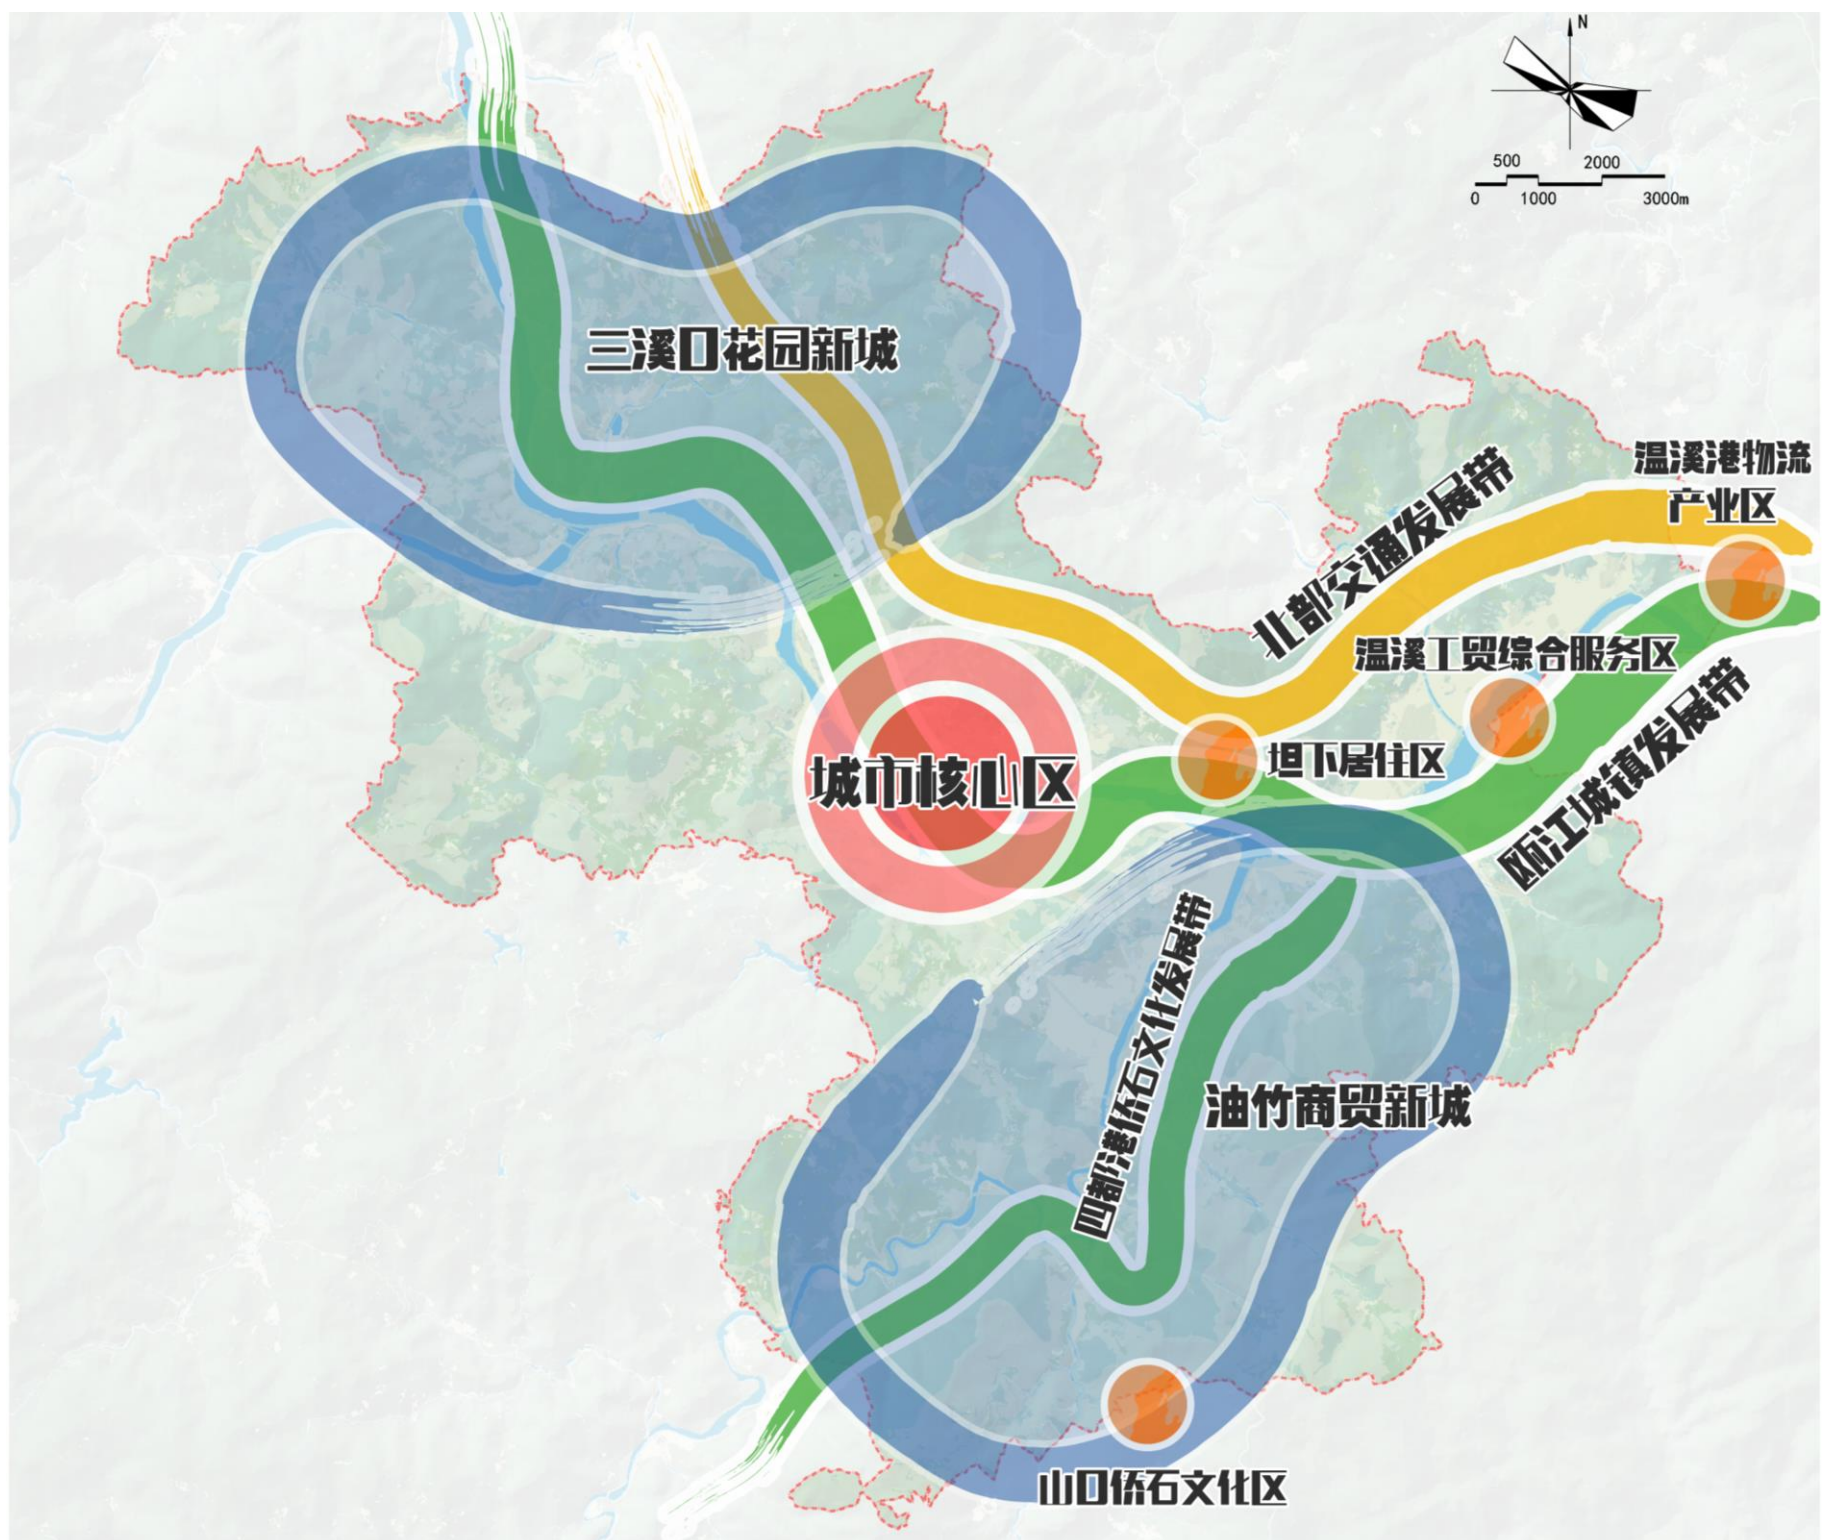 N
500 2000
0 1000 3000m
三溪口花园新城
温溪港物流
产业区
北部交通发展带
温溪工贸综合服务区
城市核心区
坦下居住区
瓯江城镇发展带
四都港侨石文化发展带
油竹商贸新城
山口侨石文化区